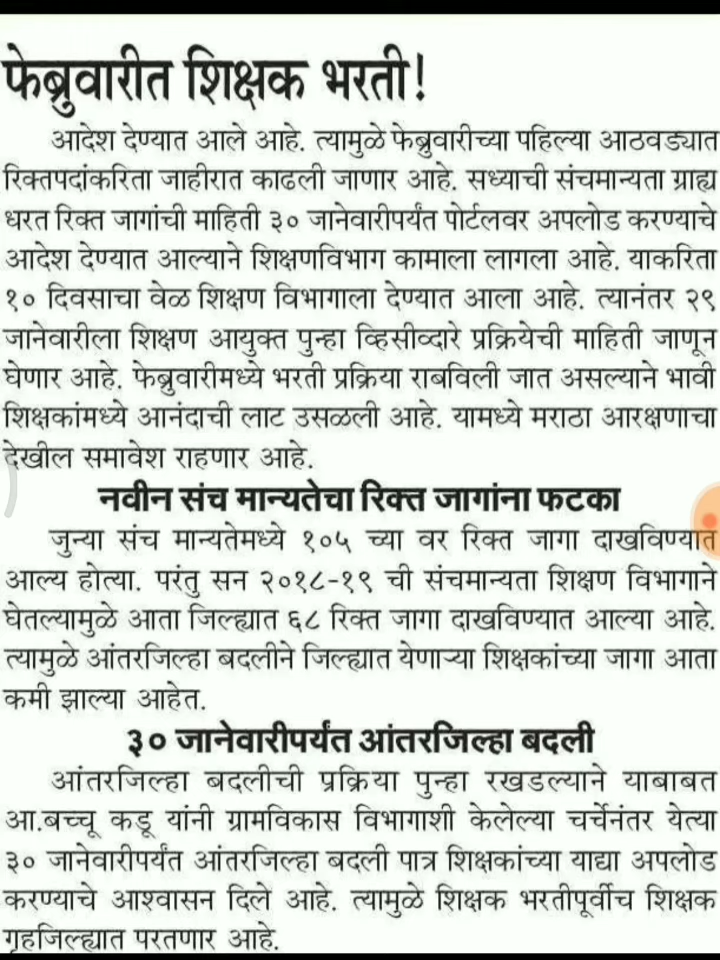 फेब्रुवारीत शिक्षक भरती!
आदेश देण्यात आले आहे. त्यामुळे फेब्रुवारीच्या पहिल्या आठवड्यात
रिक्तपदांकरिता जाहीरात काढली जाणार आहे. सध्याची संचमान्यता ग्राह्य
धरत रिक्त जागांची माहिती ३० जानेवारीपर्यंत पोर्टलवर अपलोड करण्याचे
आदेश देण्यात आल्याने शिक्षणविभाग कामाला लागला आहे. याकरिता
१० दिवसाचा वेळ शिक्षण विभागाला देण्यात आला आहे. त्यानंतर २९
जानेवारीला शिक्षण आयुक्त पुन्हा व्हिसीव्दारे प्रक्रियेची माहिती जाणून
घेणार आहे. फेब्रुवारीमध्ये भरती प्रक्रिया राबविली जात असल्याने भावी
शिक्षकांमध्ये आनंदाची लाट उसळली आहे. यामध्ये मराठा आरक्षणाचा
देखील समावेश राहणार आहे.
नवीन संच मान्यतेचा रिक्त जागांना फटका
जुन्या संच मान्यतेमध्ये १०५ च्या वर रिक्त जागा दाखविण्यात
आल्य होत्या. परंतु सन २०१८-१९ ची संचमान्यता शिक्षण विभागाने
घेतल्यामुळे आता जिल्ह्यात ६८ रिक्त जागा दाखविण्यात आल्या आहे.
त्यामुळे आंतरजिल्हा बदलीने जिल्ह्यात येणाऱ्या शिक्षकांच्या जागा आता
कमी झाल्या आहेत.
३० जानेवारीपर्यंत आंतरजिल्हा बदली
आंतरजिल्हा बदलीची प्रक्रिया पुन्हा रखडल्याने याबाबत
आ.बच्चू कडू यांनी ग्रामविकास विभागाशी केलेल्या चर्चेनंतर येत्या
३० जानेवारीपर्यंत आंतरजिल्हा बदली पात्र शिक्षकांच्या याद्या अपलोड
करण्याचे आश्वासन दिले आहे. त्यामुळे शिक्षक भरतीपूर्वीच शिक्षक
गृहजिल्ह्यात परतणार आहे.